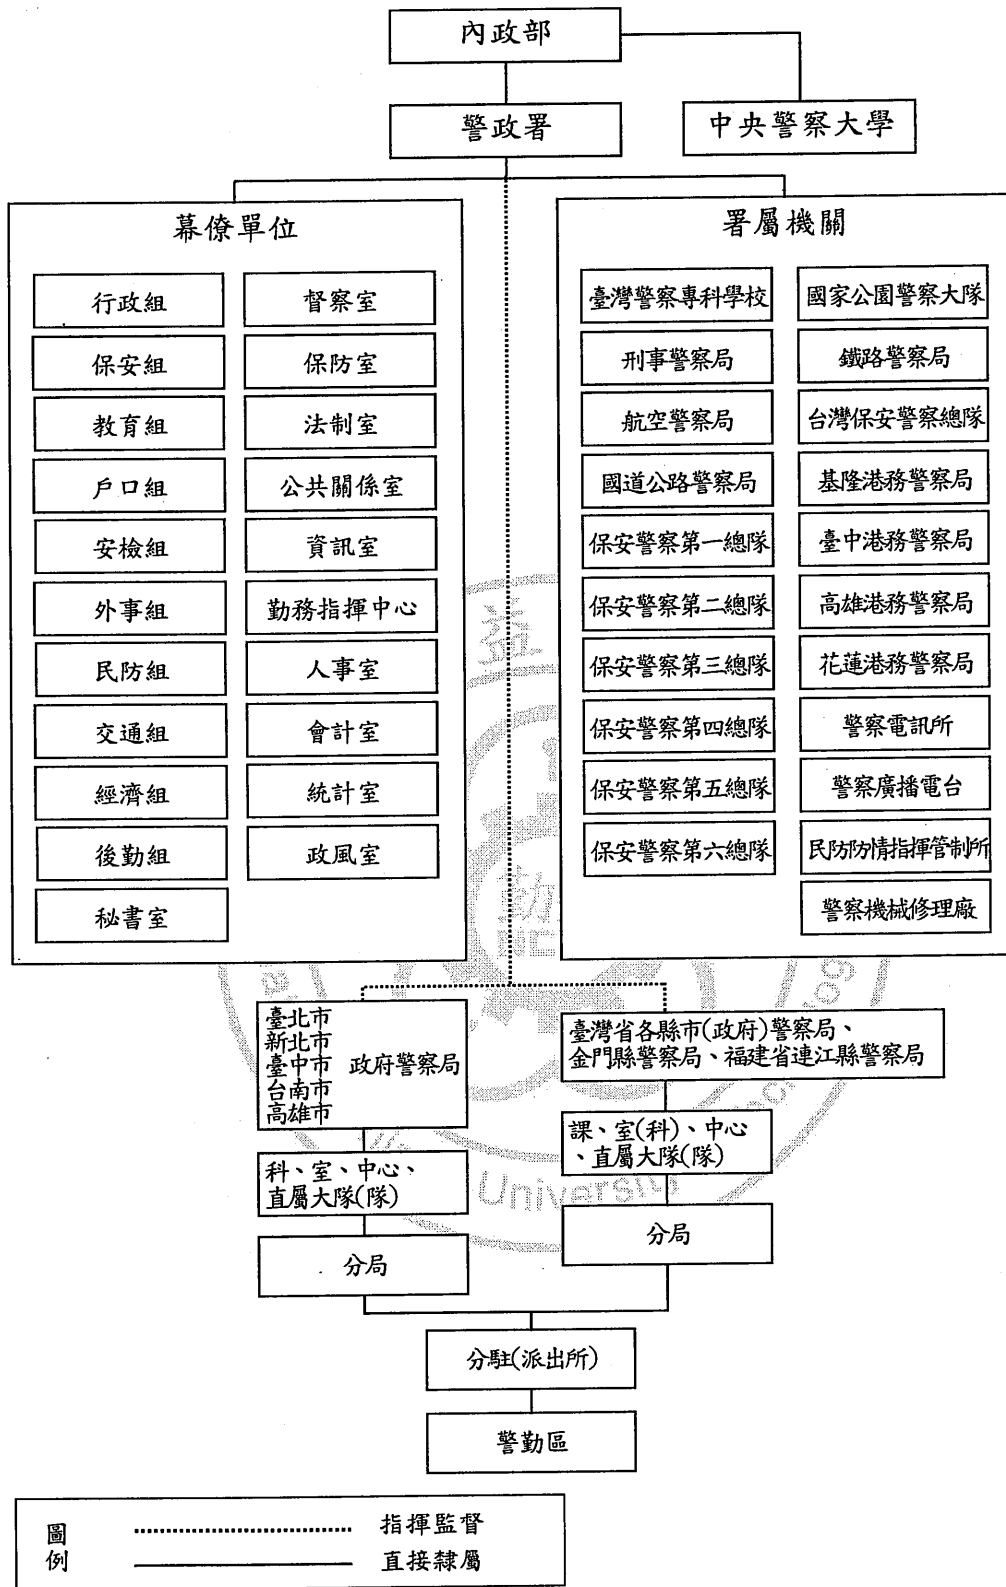 內政部
警政署
中央警察大學
幕僚單位
行政組
督察室
保安組
保防室
教育組
法制室
戶口組
公共關係室
安檢組
資訊室
外事組
勤務指揮中心
民防組
人事室
交通組
會計室
經濟組
統計室
後勤組
政風室
秘書室
署屬機關
臺灣警察專科學校
國家公園警察大隊
刑事警察局
鐵路警察局
航空警察局
台灣保安警察總隊
國道公路警察局
基隆港務警察局
保安警察第一總隊
臺中港務警察局
保安警察第二總隊
高雄港務警察局
保安警察第三總隊
花蓮港務警察局
保安警察第四總隊
警察電訊所
保安警察第五總隊
警察廣播電台
保安警察第六總隊
民防防情指揮管制所
警察機械修理廠
臺北市
新北市
臺中市
台南市
高雄市
政府警察局
臺灣省各縣市(政府)警察局、
金門縣警察局、福建省連江縣警察局
科、室、中心、
直屬大隊(隊)
課、室(科)、中心
、直屬大隊(隊)
分局
分局
分駐(派出所)
警勤區
圖例
指揮監督
直接隸屬
益
勤
University